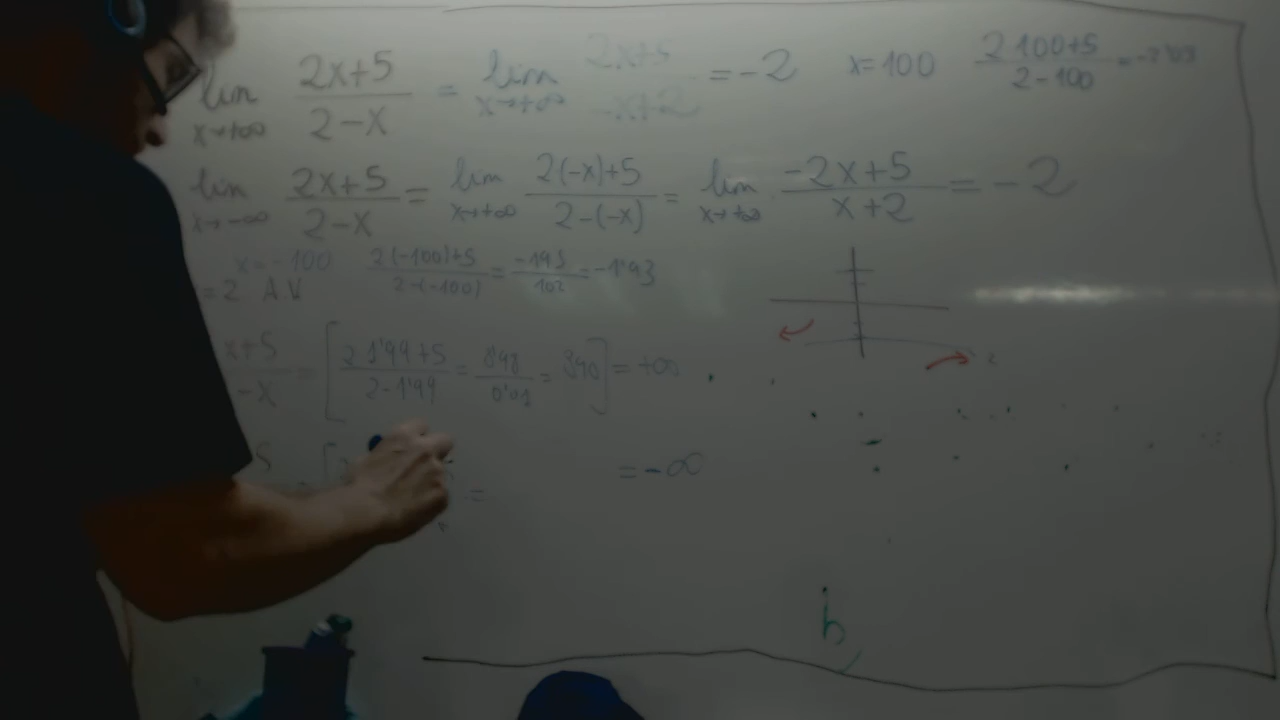 lim x→+∞ 2x+5 / 2-x = lim x→+∞ 2x+5 / -x+2 = -2 x=100 2·100+5 / 2-100 =
lim x→-∞ 2x+5 / 2-x = lim x→+∞ 2(-x)+5 / 2-(-x) = lim x→+∞ -2x+5 / x+2 = -2
x=-100 2(-100)+5 / 2-(-100) = -195 / 102 = -1'93
=2 A.V
x+5 / -x = [ 2 1'99+5 / 2-1'99 = 8'98 / 0'01 = ] = +∞
5 = [ = = -∞
h